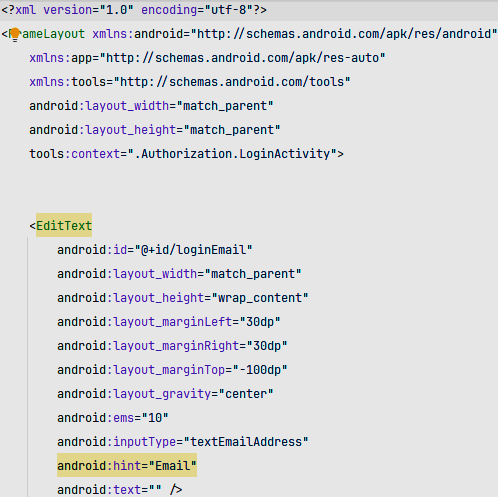 <?xml version="1.0" encoding="utf-8"?>
<FrameLayout xmlns:android="http://schemas.android.com/apk/res/android"
xmlns:app="http://schemas.android.com/apk/res-auto"
xmlns:tools="http://schemas.android.com/tools"
android:layout_width="match_parent"
android:layout_height="match_parent"
tools:context=".Authorization.LoginActivity">
<EditText
android:id="@+id/loginEmail"
android:layout_width="match_parent"
android:layout_height="wrap_content"
android:layout_marginLeft="30dp"
android:layout_marginRight="30dp"
android:layout_marginTop="-100dp"
android:layout_gravity="center"
android:ems="10"
android:inputType="textEmailAddress"
android:hint="Email"
android:text="" />